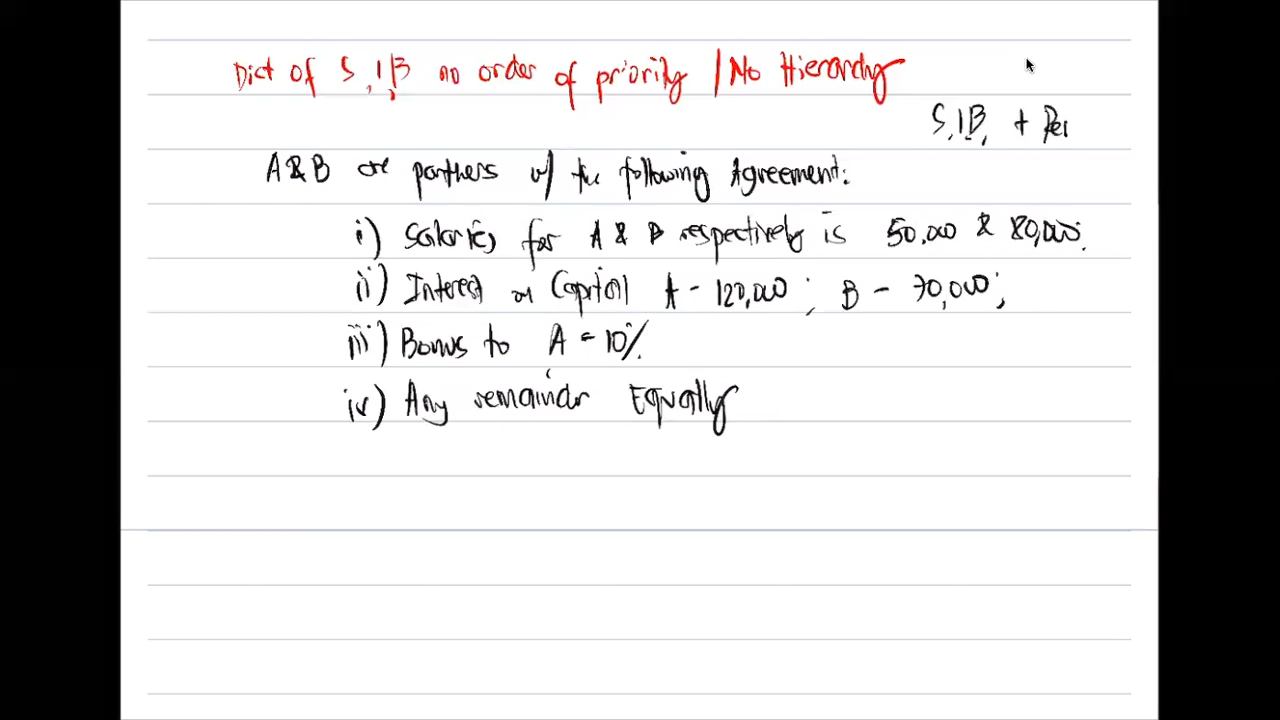 Dist of S, I, B no order of priority / No Hierarchy
S, I, B, + Rei
A & B are partners w/ the following Agreement:
i) Salaries for A & B respectively is 50,000 & 80,000.
ii) Interest on Capital A - 120,000 ; B - 70,000 ;
iii) Bonus to A = 10%
iv) Any remainder Equally